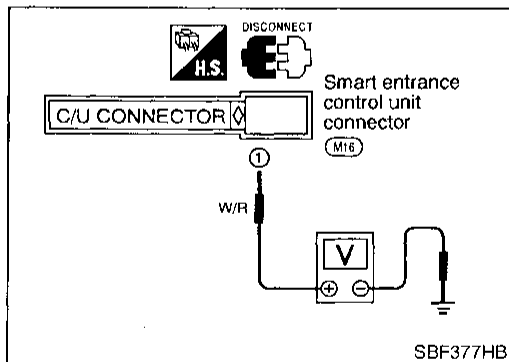 DISCONNECT
H.S.
Smart entrance
control unit
connector
M16
C/U CONNECTOR
1
W/R
V
+ −
SBF377HB